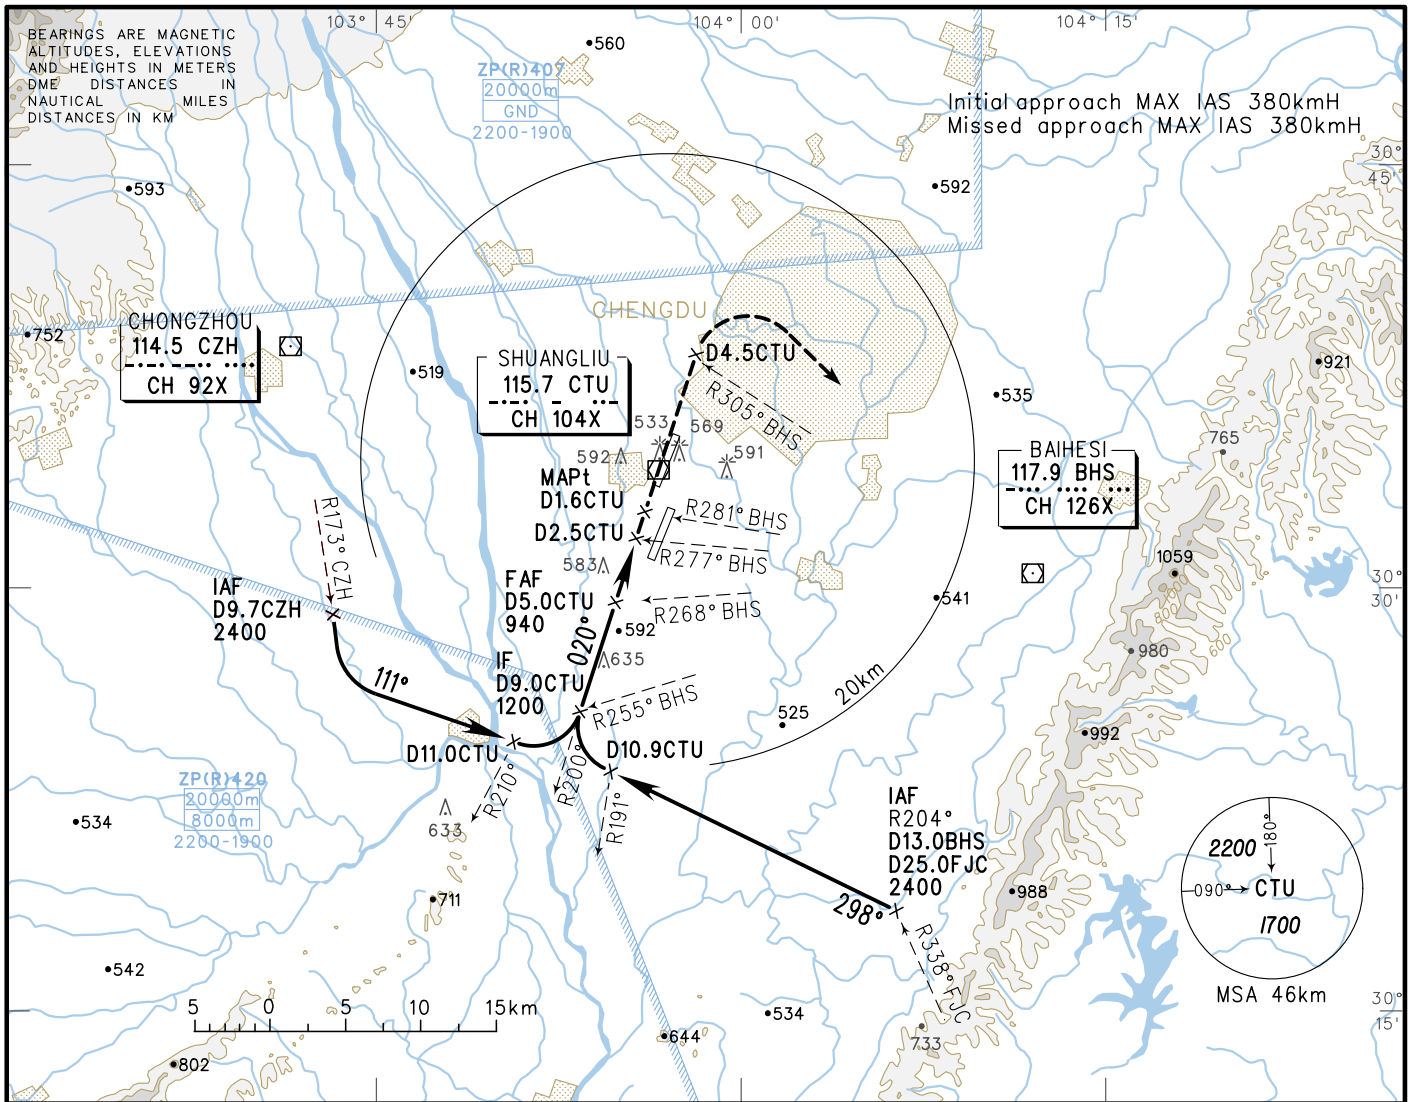 103° 45'
104° 00'
104° 15'
BEARINGS ARE MAGNETIC
ALTITUDES, ELEVATIONS
AND HEIGHTS IN METERS
DME DISTANCES IN
NAUTICAL MILES
DISTANCES IN KM
560
ZP(R)407
20000m
GND
2200-1900
Initial approach MAX IAS 380kmH
Missed approach MAX IAS 380kmH
30°
45'
593
592
CHENGDU
752
CHONGZHOU
114.5 CZH
CH 92X
519
SHUANGLIU
115.7 CTU
CH 104X
D4.5CTU
R305° BHS
921
535
533
569
592
591
765
BAIHESI
117.9 BHS
CH 126X
MAPt
D1.6CTU
D2.5CTU
R281° BHS
R277° BHS
R173° CZH
583
1059
IAF
D9.7CZH
2400
FAF
D5.0CTU
940
R268° BHS
541
30°
30'
800
600
592
020°
635
980
IF
D9.0CTU
1200
111°
R255° BHS
20km
525
992
D11.0CTU
D10.9CTU
R210°
R200°
R191°
ZP(R)420
20000m
8000m
2200-1900
534
633
IAF
R204°
D13.0BHS
D25.0FJC
2400
298°
R338° FJC
711
988
2200
180°
090°
CTU
1700
MSA 46km
542
5 0 5 10 15km
534
30°
15'
644
733
802